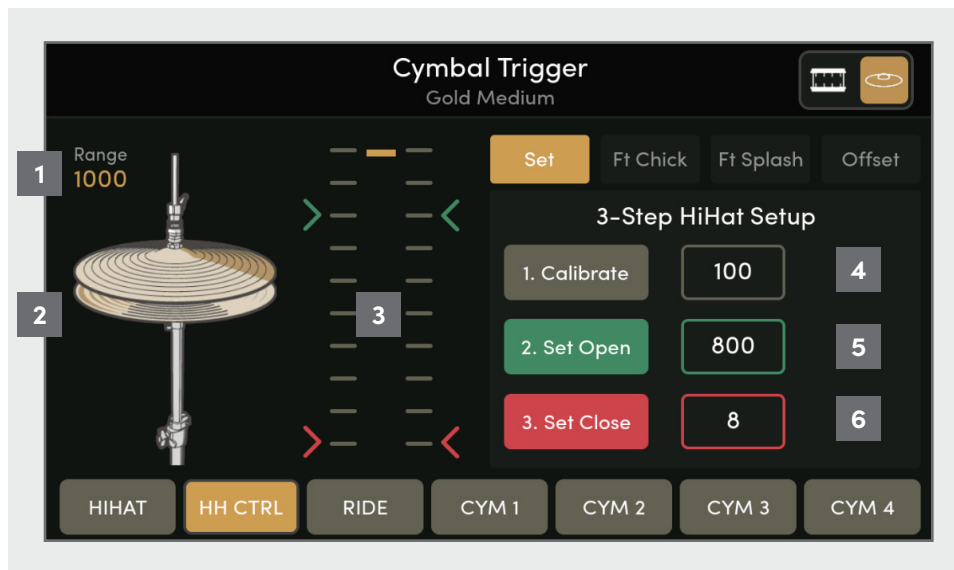 Cymbal Trigger
Gold Medium
Range
1000
1
2
3
Set Ft Chick Ft Splash Offset
3-Step HiHat Setup
1. Calibrate 100 4
2. Set Open 800 5
3. Set Close 8 6
HIHAT HH CTRL RIDE CYM 1 CYM 2 CYM 3 CYM 4